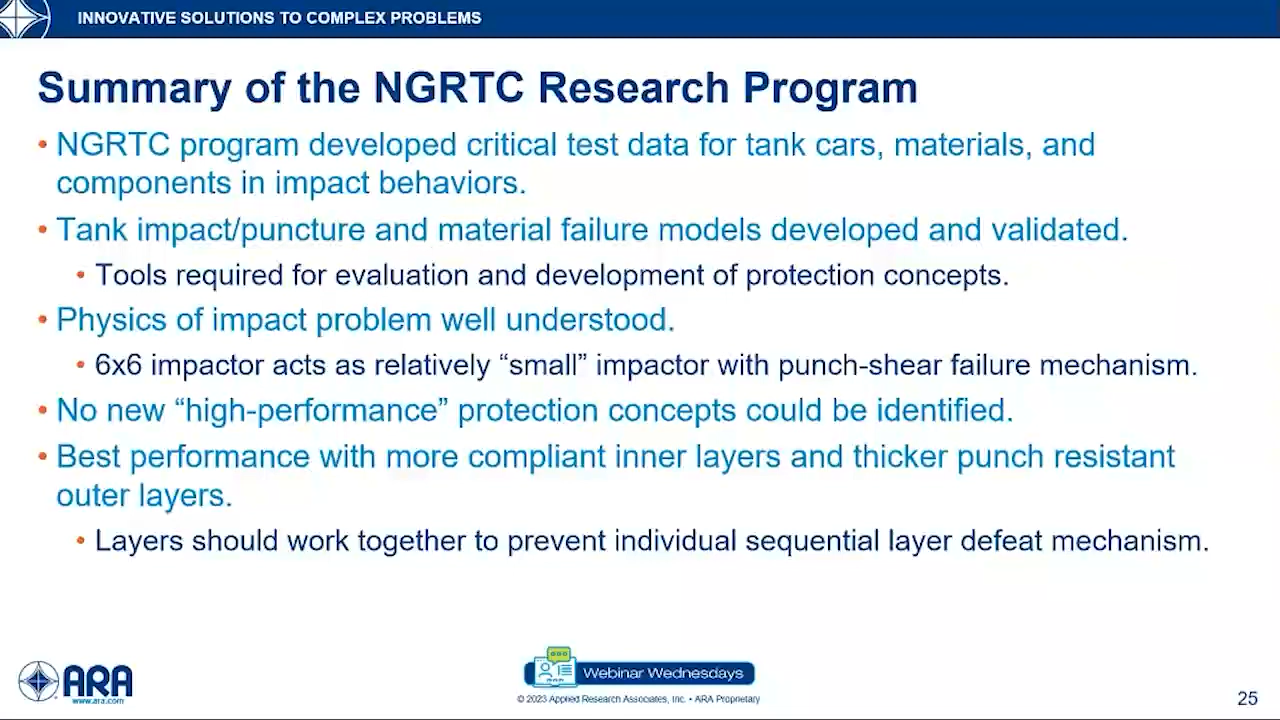 INNOVATIVE SOLUTIONS TO COMPLEX PROBLEMS
Summary of the NGRTC Research Program
• NGRTC program developed critical test data for tank cars, materials, and
components in impact behaviors.
• Tank impact/puncture and material failure models developed and validated.
• Tools required for evaluation and development of protection concepts.
• Physics of impact problem well understood.
• 6x6 impactor acts as relatively “small” impactor with punch-shear failure mechanism.
• No new “high-performance” protection concepts could be identified.
• Best performance with more compliant inner layers and thicker punch resistant
outer layers.
• Layers should work together to prevent individual sequential layer defeat mechanism.
ARA
www.ara.com
Webinar Wednesdays
© 2023 Applied Research Associates, Inc. • ARA Proprietary
25